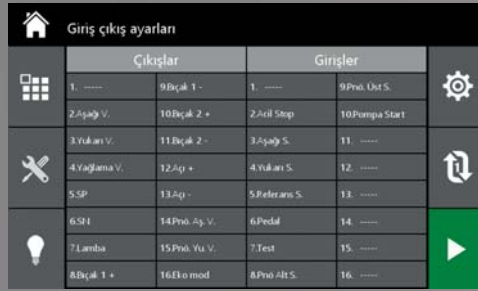 Giriş çıkış ayarları
Çıkışlar Girişler
1. ----- 9.Bıçak 1 - 1. ----- 9.Pnö. Üst S.
2.Aşağı V. 10.Bıçak 2 + 2.Acil Stop 10.Pompa Start
3.Yukarı V. 11.Bıçak 2 - 3.Aşağı S. 11. -----
4.Yağlama V. 12.Açı + 4.Yukarı S. 12. -----
5.SP 13.Açı - 5.Referans S. 13. -----
6.SN 14.Pnö. Aş. V. 6.Pedal 14. -----
7.Lamba 15.Pnö. Yu. V. 7.Test 15. -----
8.Bıçak 1 + 16.Eko mod 8.Pnö Alt S. 16. -----